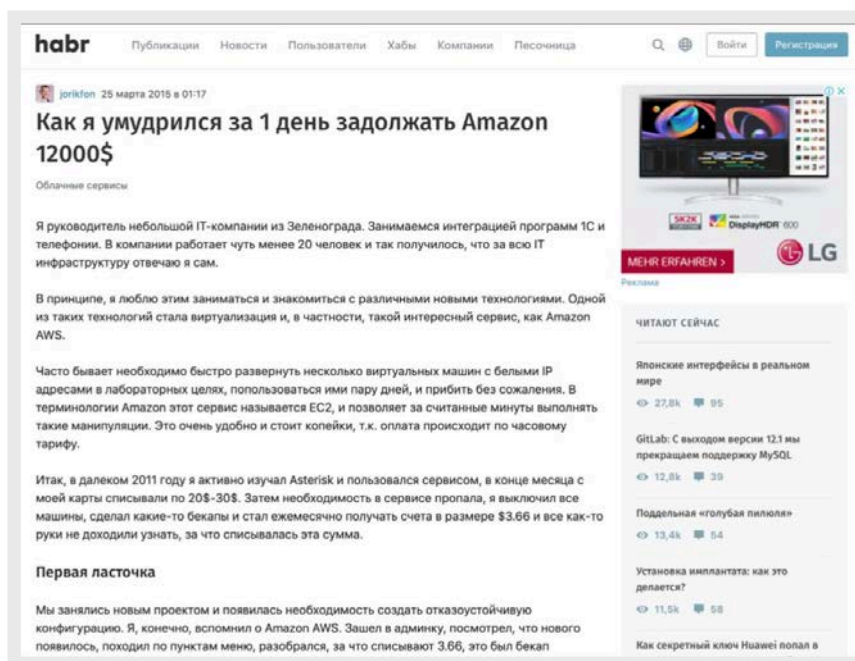 habr
Публикации Новости Пользователи Хабы Компании Песочница
Войти
Регистрация
jorikfon 25 марта 2015 в 01:17
Как я умудрился за 1 день задолжать Amazon
12000$
Облачные сервисы
Я руководитель небольшой IT-компании из Зеленограда. Занимаемся интеграцией программ 1С и
телефонии. В компании работает чуть менее 20 человек и так получилось, что за всю IT
инфраструктуру отвечаю я сам.
В принципе, я люблю этим заниматься и знакомиться с различными новыми технологиями. Одной
из таких технологий стала виртуализация и, в частности, такой интересный сервис, как Amazon
AWS.
Часто бывает необходимо быстро развернуть несколько виртуальных машин с белыми IP
адресами в лабораторных целях, попользоваться ими пару дней, и прибить без сожаления. В
терминологии Amazon этот сервис называется EC2, и позволяет за считанные минуты выполнять
такие манипуляции. Это очень удобно и стоит копейки, т.к. оплата происходит по часовому
тарифу.
Итак, в далеком 2011 году я активно изучал Asterisk и пользовался сервисом, в конце месяца с
моей карты списывали по 20$-30$. Затем необходимость в сервисе пропала, я выключил все
машины, сделал какие-то бекапы и стал ежемесячно получать счета в размере $3.66 и все как-то
руки не доходили узнать, за что списывалась эта сумма.
Первая ласточка
Мы занялись новым проектом и появилась необходимость создать отказоустойчивую
конфигурацию. Я, конечно, вспомнил о Amazon AWS. Зашел в админку, посмотрел, что нового
появилось, походил по пунктам меню, разобрался, за что списывают 3.66, это был бекап
5K2K
DisplayHDR 600
MEHR ERFAHREN >
LG
Реклама
ЧИТАЮТ СЕЙЧАС
Японские интерфейсы в реальном
мире
27,8k 95
GitLab: С выходом версии 12.1 мы
прекращаем поддержку MySQL
12,8k 39
Поддельная «голубая пилюля»
13,4k 54
Установка имплантата: как это
делается?
11,5k 58
Как секретный ключ Huawei попал в